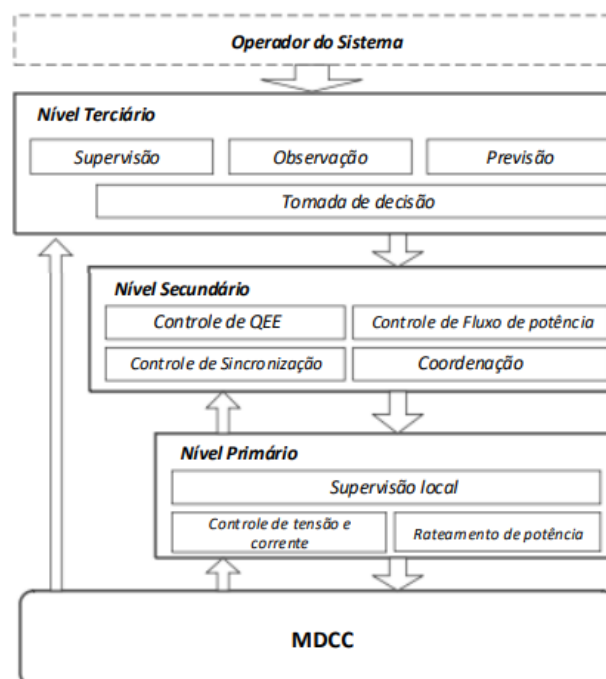 Operador do Sistema
Nível Terciário
Supervisão
Observação
Previsão
Tomada de decisão
Nível Secundário
Controle de QEE
Controle de Fluxo de potência
Controle de Sincronização
Coordenação
Nível Primário
Supervisão local
Controle de tensão e
corrente
Rateamento de potência
MDCC